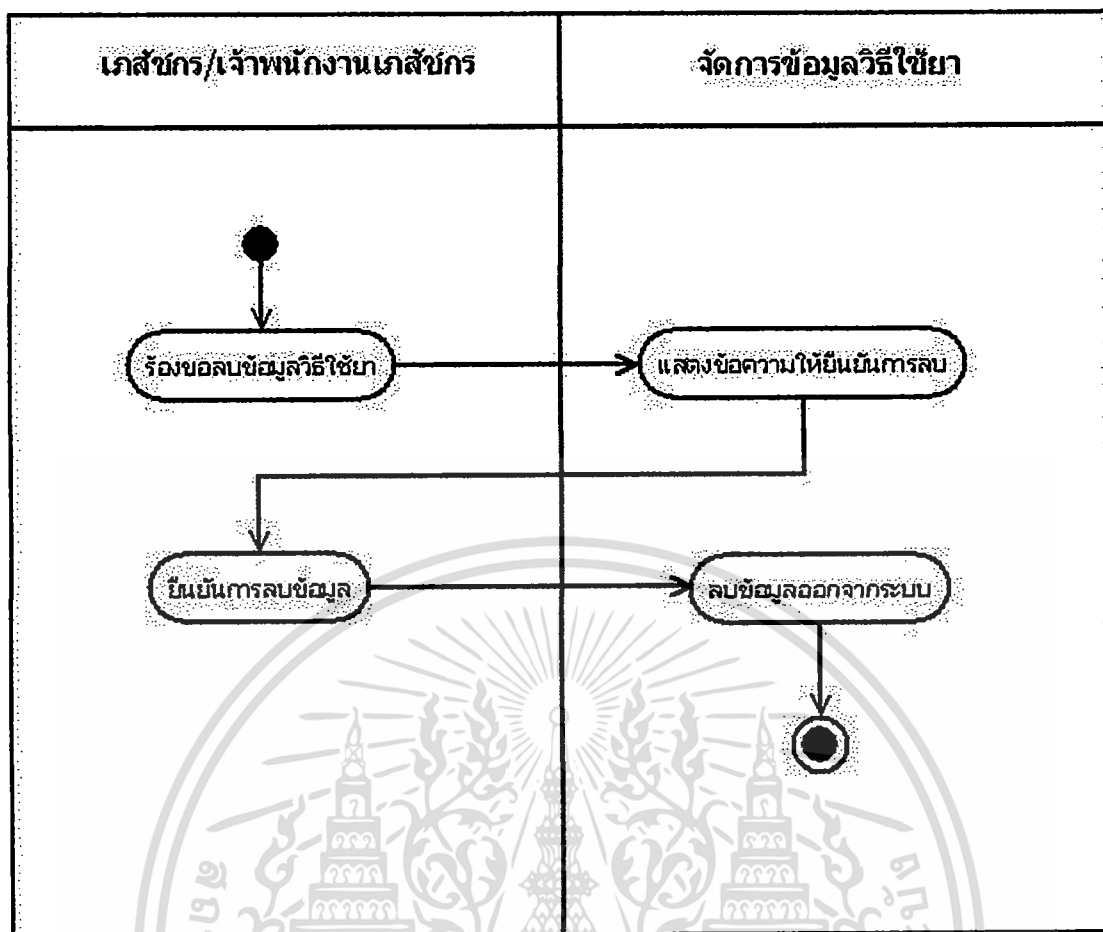 เภสัชกร/เจ้าพนักงานเภสัชกร
จัดการข้อมูลวิธีใช้ยา
ร้องขอลบข้อมูลวิธีใช้ยา
แสดงข้อความให้ยืนยันการลบ
ยืนยันการลบข้อมูล
ลบข้อมูลออกจากระบบ